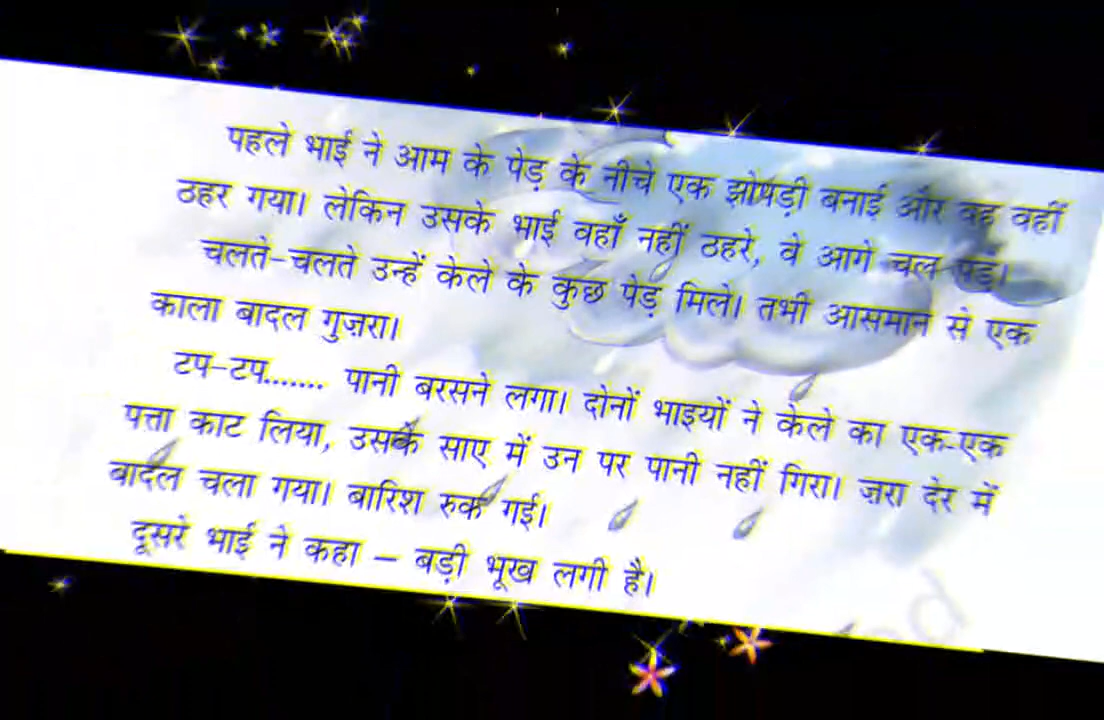 पहले भाई ने आम के पेड़ के नीचे एक झोंपड़ी बनाई और वह वहीं
ठहर गया। लेकिन उसके भाई वहाँ नहीं ठहरे, वे आगे चल पड़े।
चलते-चलते उन्हें केले के कुछ पेड़ मिले। तभी आसमान से एक
काला बादल गुज़रा।
टप-टप....... पानी बरसने लगा। दोनों भाइयों ने केले का एक-एक
पत्ता काट लिया, उसके साए में उन पर पानी नहीं गिरा। ज़रा देर में
बादल चला गया। बारिश रुक गई।
दूसरे भाई ने कहा – बड़ी भूख लगी है।